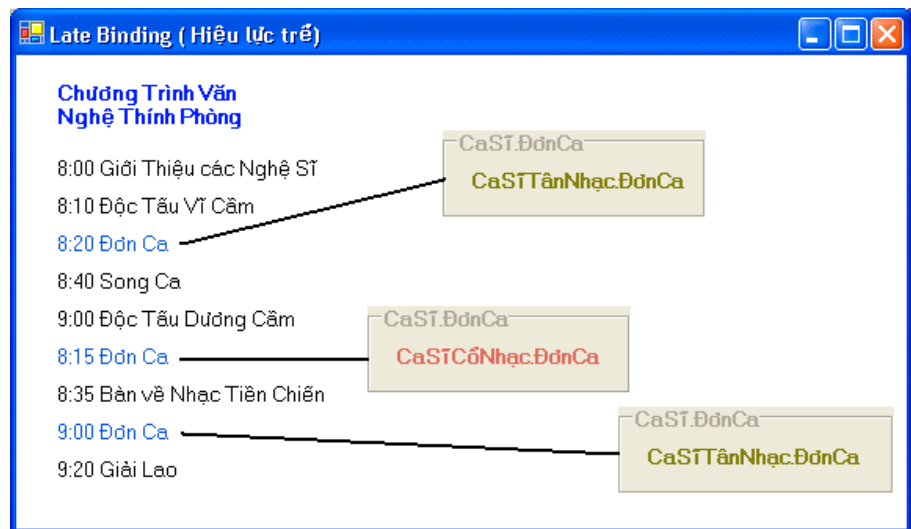 Late Binding ( Hiệu lực trể)
Chương Trình Văn
Nghệ Thính Phòng
8:00 Giới Thiệu các Nghệ Sĩ
8:10 Độc Tấu Vĩ Cầm
8:20 Đơn Ca
8:40 Song Ca
9:00 Độc Tấu Dương Cầm
8:15 Đơn Ca
8:35 Bàn về Nhạc Tiền Chiến
9:00 Đơn Ca
9:20 Giải Lao
CaSĩ.ĐơnCa
CaSĩTânNhạc.ĐơnCa
CaSĩ.ĐơnCa
CaSĩCổNhạc.ĐơnCa
CaSĩ.ĐơnCa
CaSĩTânNhạc.ĐơnCa